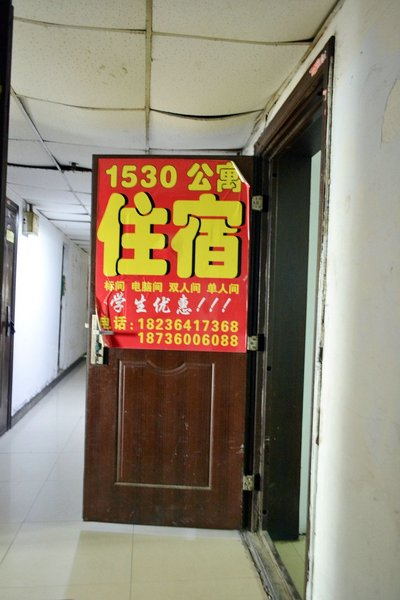 1530 公寓
住宿
标间 电脑间 双人间 单人间
学生优惠!!!
电话:18236417368
18736006088